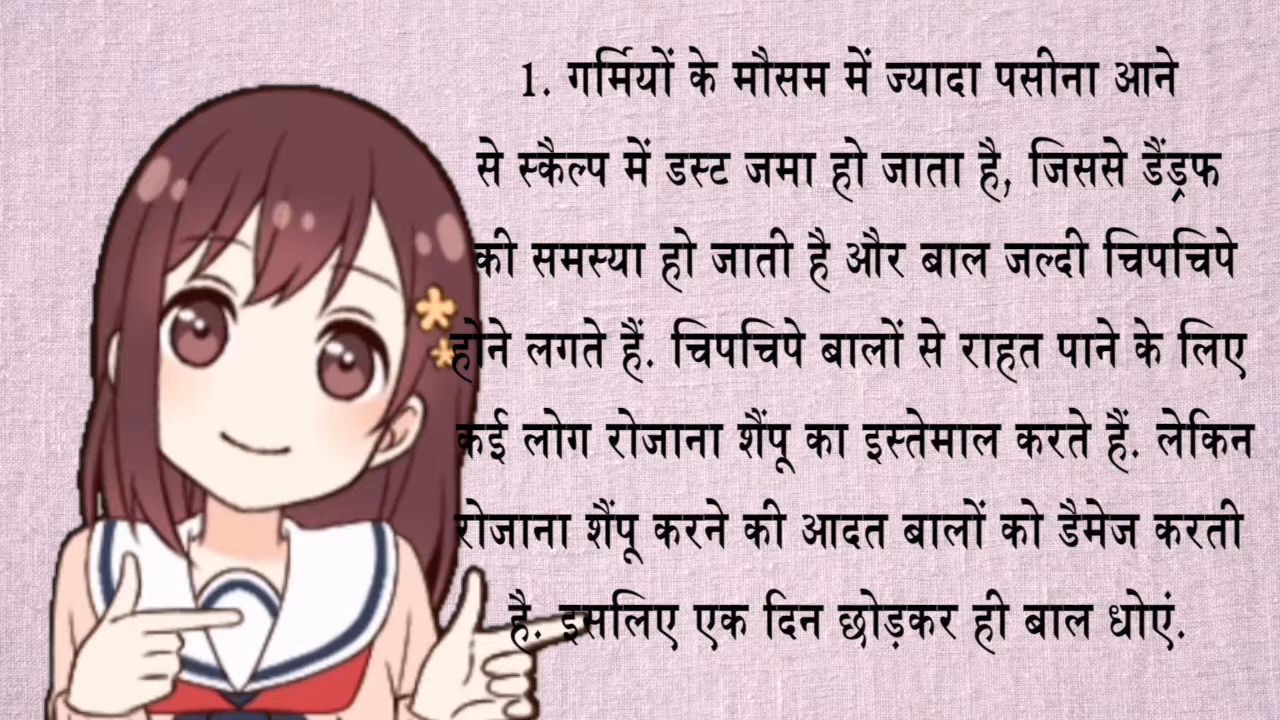 1. गर्मियों के मौसम में ज्यादा पसीना आने
से स्कैल्प में डस्ट जमा हो जाता है, जिससे डैंड्रफ
की समस्या हो जाती है और बाल जल्दी चिपचिपे
होने लगते हैं. चिपचिपे बालों से राहत पाने के लिए
कई लोग रोजाना शैंपू का इस्तेमाल करते हैं. लेकिन
रोजाना शैंपू करने की आदत बालों को डैमेज करती
है. इसलिए एक दिन छोड़कर ही बाल धोएं.